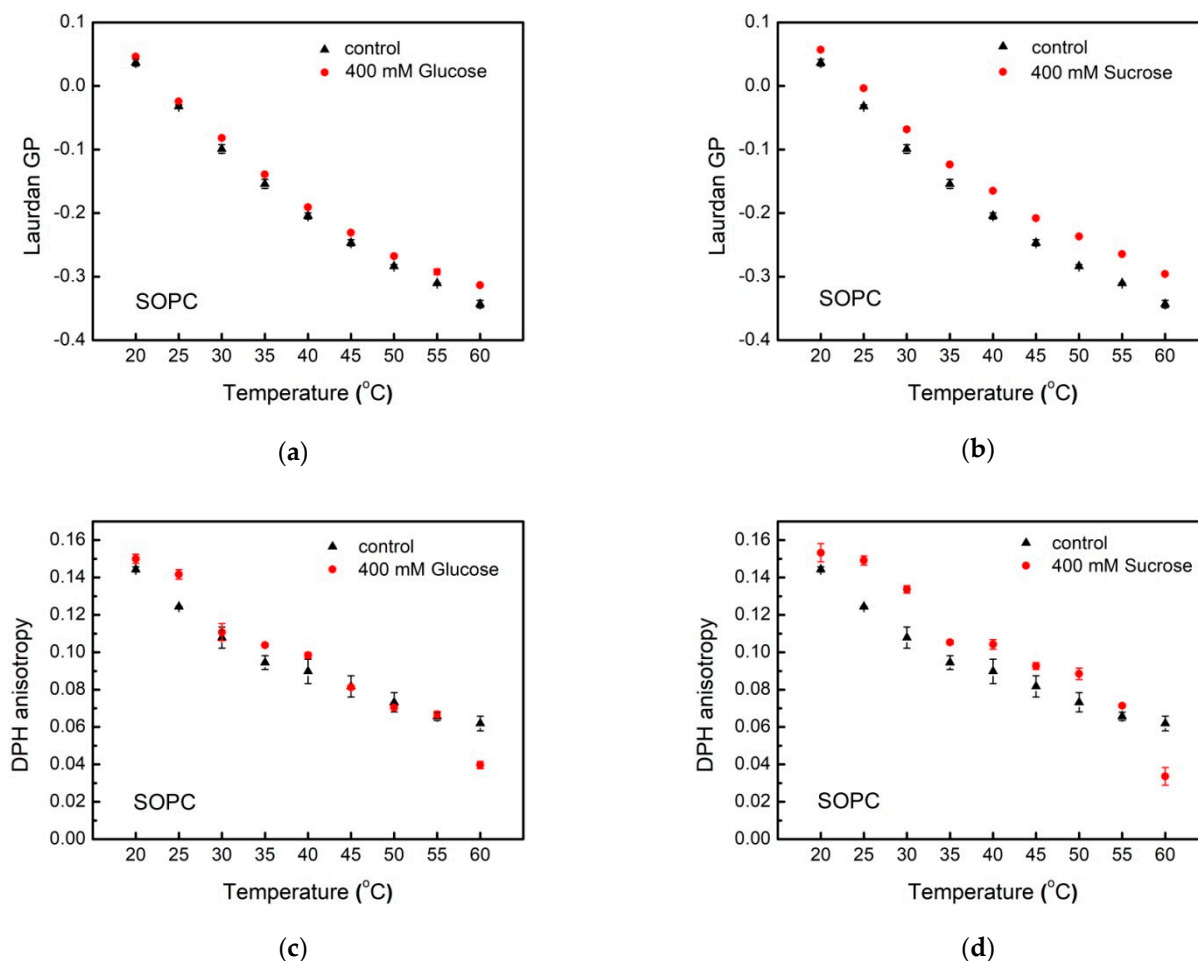 0.1
0.0
-0.1
-0.2
-0.3
-0.4
Laurdan GP
control
400 mM Glucose
SOPC
20 25 30 35 40 45 50 55 60
Temperature (°C)
(a)
0.1
0.0
-0.1
-0.2
-0.3
-0.4
Laurdan GP
control
400 mM Sucrose
SOPC
20 25 30 35 40 45 50 55 60
Temperature (°C)
(b)
0.16
0.14
0.12
0.10
0.08
0.06
0.04
0.02
0.00
DPH anisotropy
control
400 mM Glucose
SOPC
20 25 30 35 40 45 50 55 60
Temperature (°C)
(c)
0.16
0.14
0.12
0.10
0.08
0.06
0.04
0.02
0.00
DPH anisotropy
control
400 mM Sucrose
SOPC
20 25 30 35 40 45 50 55 60
Temperature (°C)
(d)